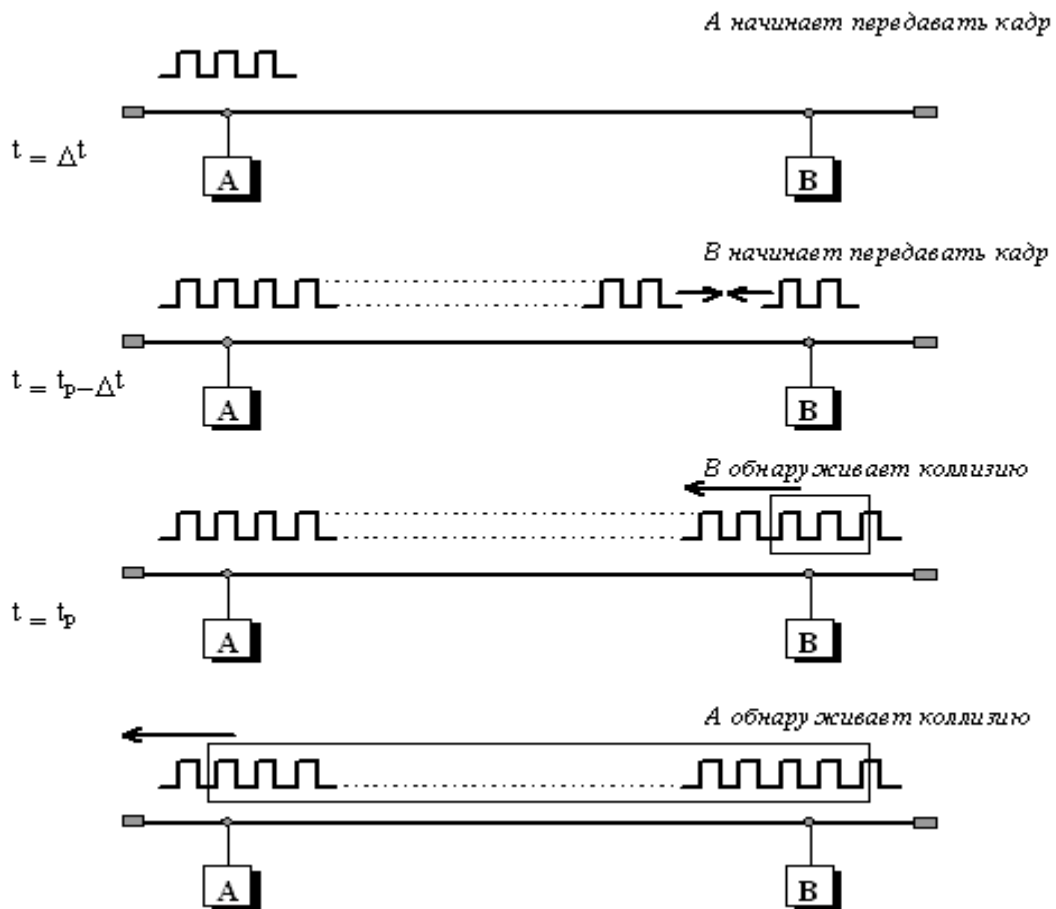 А начинает передавать кадр
t = Δt
A
B
В начинает передавать кадр
t = tp−Δt
A
B
В обнаруживает коллизию
t = tp
A
B
А обнаруживает коллизию
A
B